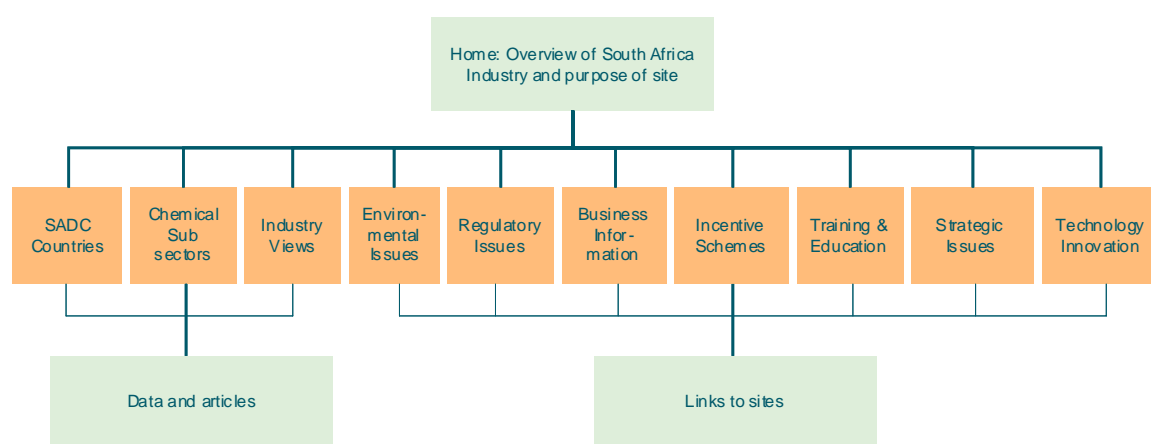 Home: Overview of South Africa
Industry and purpose of site
SADC
Countries
Chemical
Sub
sectors
Industry
Views
Environ-
mental
Issues
Regulatory
Issues
Business
Infor-
mation
Incentive
Schemes
Training &
Education
Strategic
Issues
Technology
Innovation
Data and articles
Links to sites